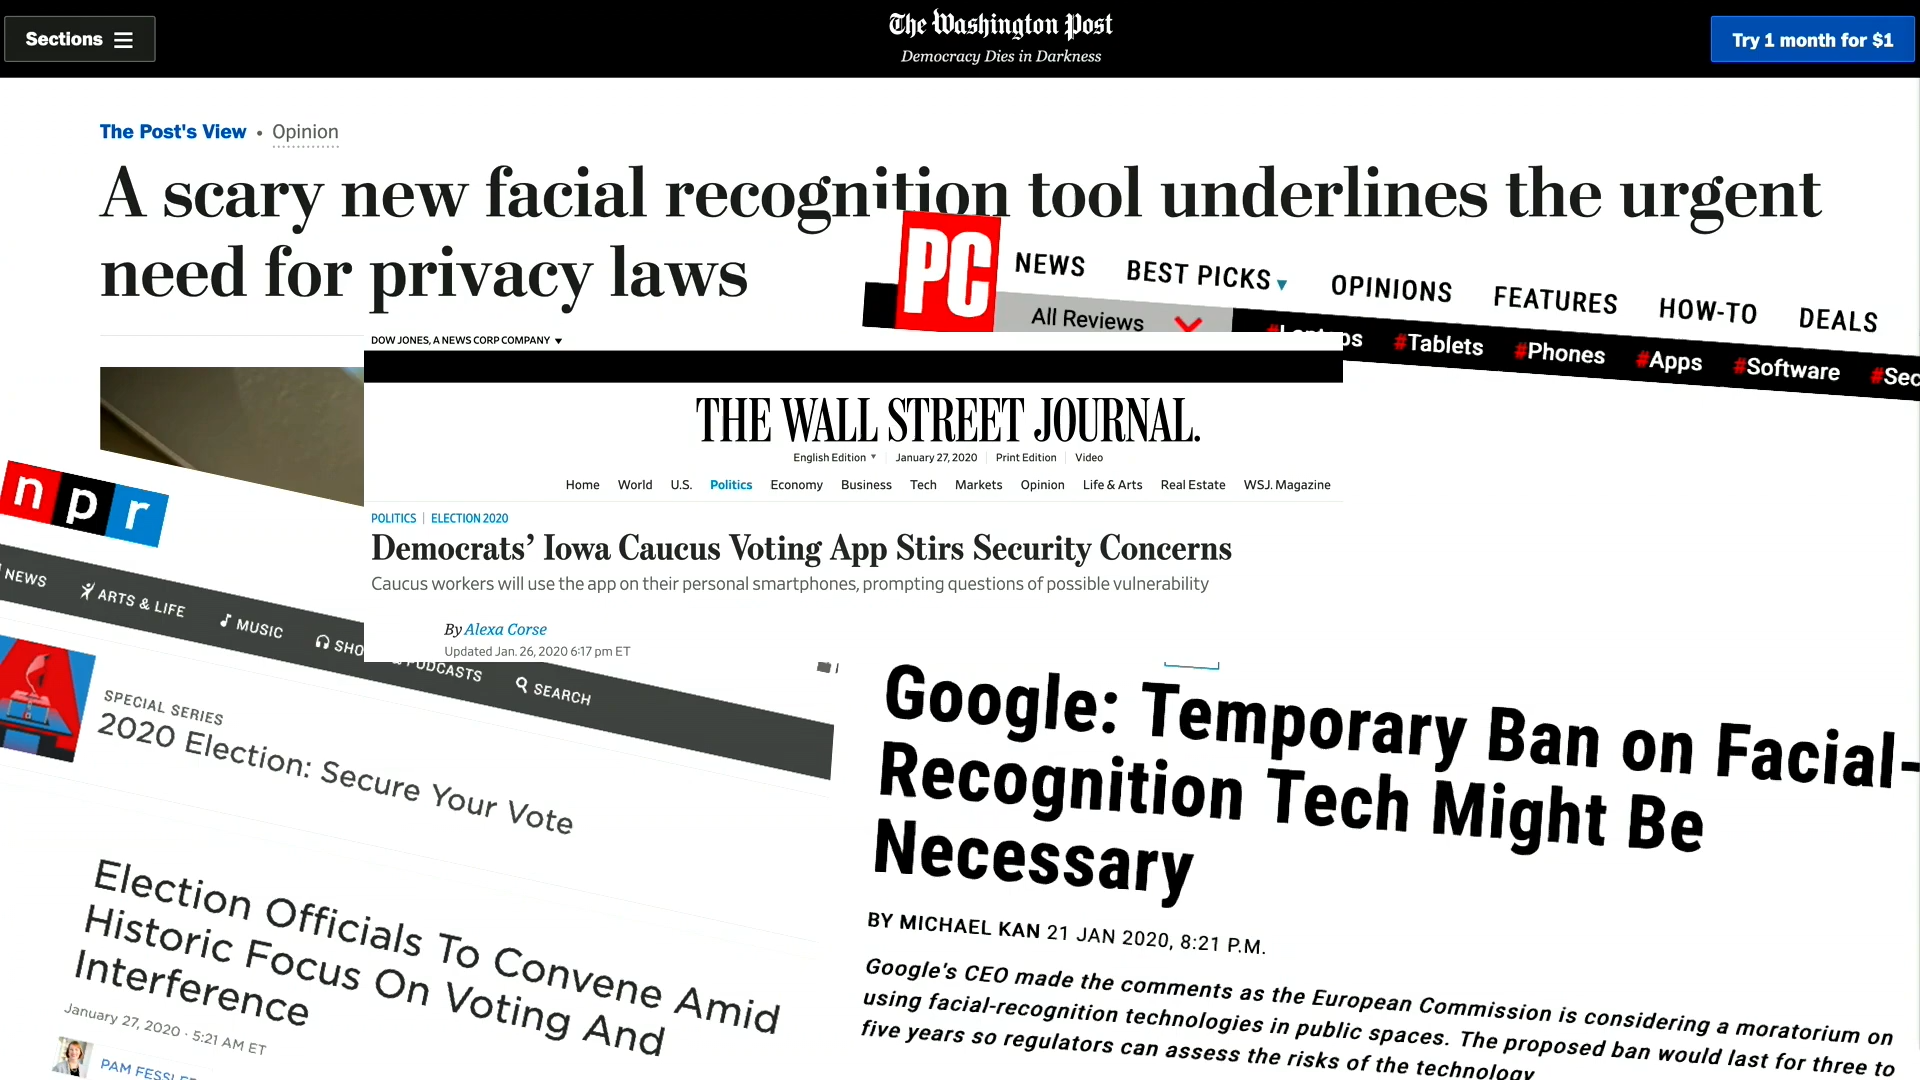 Sections
The Washington Post
Democracy Dies in Darkness
Try 1 month for $1
The Post's View • Opinion
A scary new facial recognition tool underlines the urgent
need for privacy laws
PC
NEWS BEST PICKS OPINIONS FEATURES HOW-TO DEALS
All Reviews
#Tablets #Phones #Apps #Software
DOW JONES, A NEWS CORP COMPANY
THE WALL STREET JOURNAL.
English Edition January 27, 2020 Print Edition Video
Home World U.S. Politics Economy Business Tech Markets Opinion Life & Arts Real Estate WSJ. Magazine
POLITICS | ELECTION 2020
Democrats' Iowa Caucus Voting App Stirs Security Concerns
Caucus workers will use the app on their personal smartphones, prompting questions of possible vulnerability
By Alexa Corse
Updated Jan. 26, 2020 6:17 pm ET
npr
NEWS ARTS & LIFE MUSIC SHO & PODCASTS SEARCH
SPECIAL SERIES
2020 Election: Secure Your Vote
Election Officials To Convene Amid
Historic Focus On Voting And
Interference
January 27, 2020 · 5:21 AM ET
PAM
Google: Temporary Ban on Facial-
Recognition Tech Might Be
Necessary
BY MICHAEL KAN 21 JAN 2020, 8:21 P.M.
Google's CEO made the comments as the European Commission is considering a moratorium on
using facial-recognition technologies in public spaces. The proposed ban would last for three to
five years so regulators can assess the risks of the technology